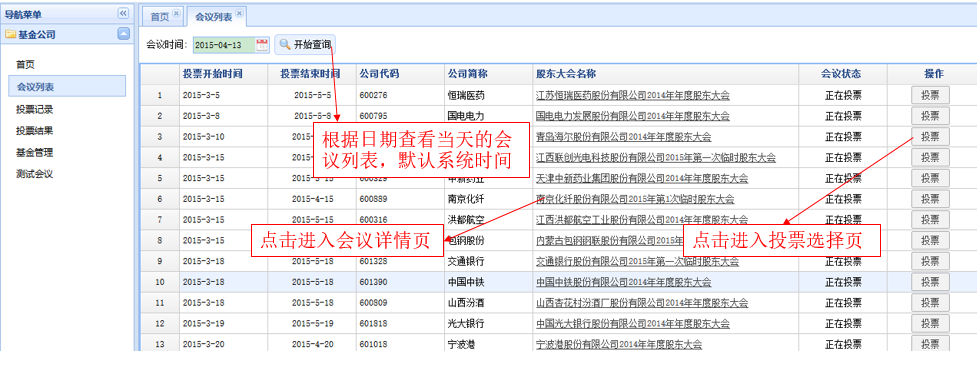 导航菜单
基金公司
首页
会议列表
投票记录
投票结果
基金管理
测试会议
首页 会议列表
会议时间: 2015-04-13 开始查询
投票开始时间 投票结束时间 公司代码 公司简称 股东大会名称 会议状态 操作
1 2015-3-5 2015-5-5 600276 恒瑞医药 江苏恒瑞医药股份有限公司2014年年度股东大会 正在投票 投票
2 2015-3-8 2015-5-8 600795 国电电力 国电电力发展股份有限公司2014年年度股东大会 正在投票 投票
3 2015-3-10 青岛海尔股份有限公司2014年年度股东大会 正在投票 投票
4 2015-3-15 江西联创光电科技股份有限公司2015年第一次临时股东大会 正在投票 投票
5 2015-3-15 2015-5-15 600329 中新药业 天津中新药业集团股份有限公司2014年年度股东大会 正在投票 投票
6 2015-3-15 2015-4-15 600889 南京化纤 南京化纤股份有限公司2015年第1次临时股东大会 正在投票 投票
7 2015-3-15 2015-5-15 600316 洪都航空 江西洪都航空工业股份有限公司2014年年度股东大会 正在投票 投票
8 2015-3-15 包钢股份 内蒙古包钢钢联股份有限公司2015 投票
9 2015-3-18 2015-5-18 601328 交通银行 交通银行股份有限公司2015年第一次临时股东大会 正在投票 投票
10 2015-3-18 2015-5-18 601390 中国中铁 中国中铁股份有限公司2014年年度股东大会 正在投票 投票
11 2015-3-18 2015-5-18 600809 山西汾酒 山西杏花村汾酒厂股份有限公司2014年年度股东大会 正在投票 投票
12 2015-3-19 2015-5-19 601818 光大银行 中国光大银行股份有限公司2014年年度股东大会 正在投票 投票
13 2015-3-20 2015-4-20 601018 宁波港 宁波港股份有限公司2014年年度股东大会 正在投票 投票
根据日期查看当天的会
议列表，默认系统时间
点击进入会议详情页
点击进入投票选择页